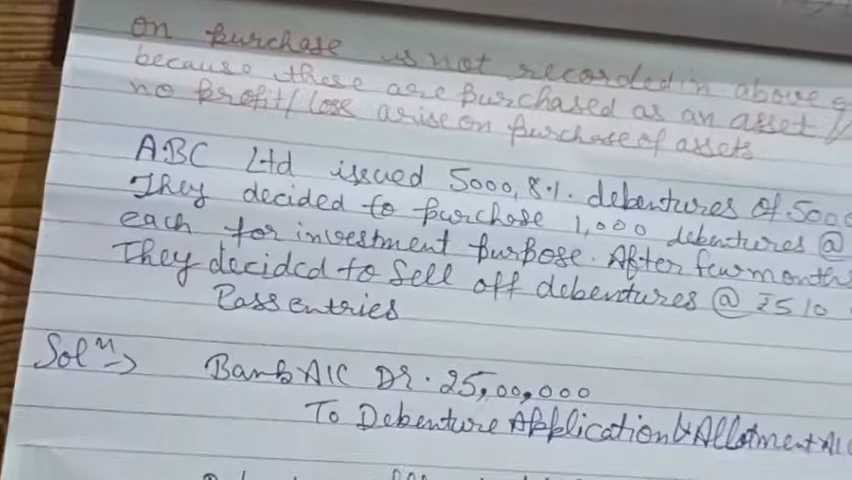 on purchase is not recorded in above
because these are purchased as an asset
no profit/loss arise on purchase of assets
ABC Ltd issued 5000, 8%. debentures of 500
They decided to purchase 1,000 debentures @
each for investment purpose. After few months
They decided to sell off debentures @ ₹510
Pass entries
Solⁿ => Bank A/C Dr. 25,00,000
To Debenture Application & Allotment A/C